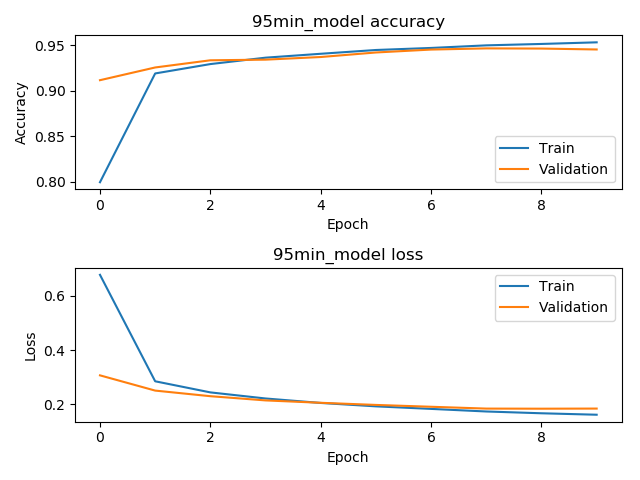 95min_model accuracy
0.95
0.90
0.85
0.80
Accuracy
Train
Validation
0 2 4 6 8
Epoch
95min_model loss
0.6
0.4
0.2
Loss
Train
Validation
0 2 4 6 8
Epoch